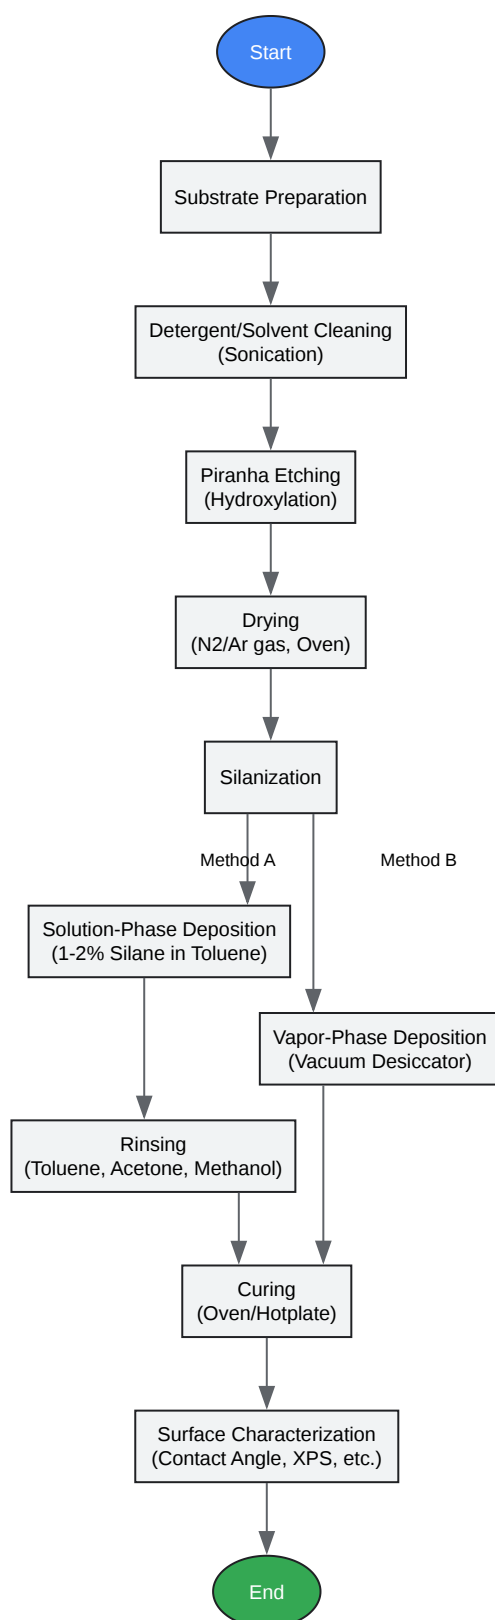 Start
Substrate Preparation
Detergent/Solvent Cleaning
(Sonication)
Piranha Etching
(Hydroxylation)
Drying
(N2/Ar gas, Oven)
Silanization
Method A
Method B
Solution-Phase Deposition
(1-2% Silane in Toluene)
Vapor-Phase Deposition
(Vacuum Desiccator)
Rinsing
(Toluene, Acetone, Methanol)
Curing
(Oven/Hotplate)
Surface Characterization
(Contact Angle, XPS, etc.)
End